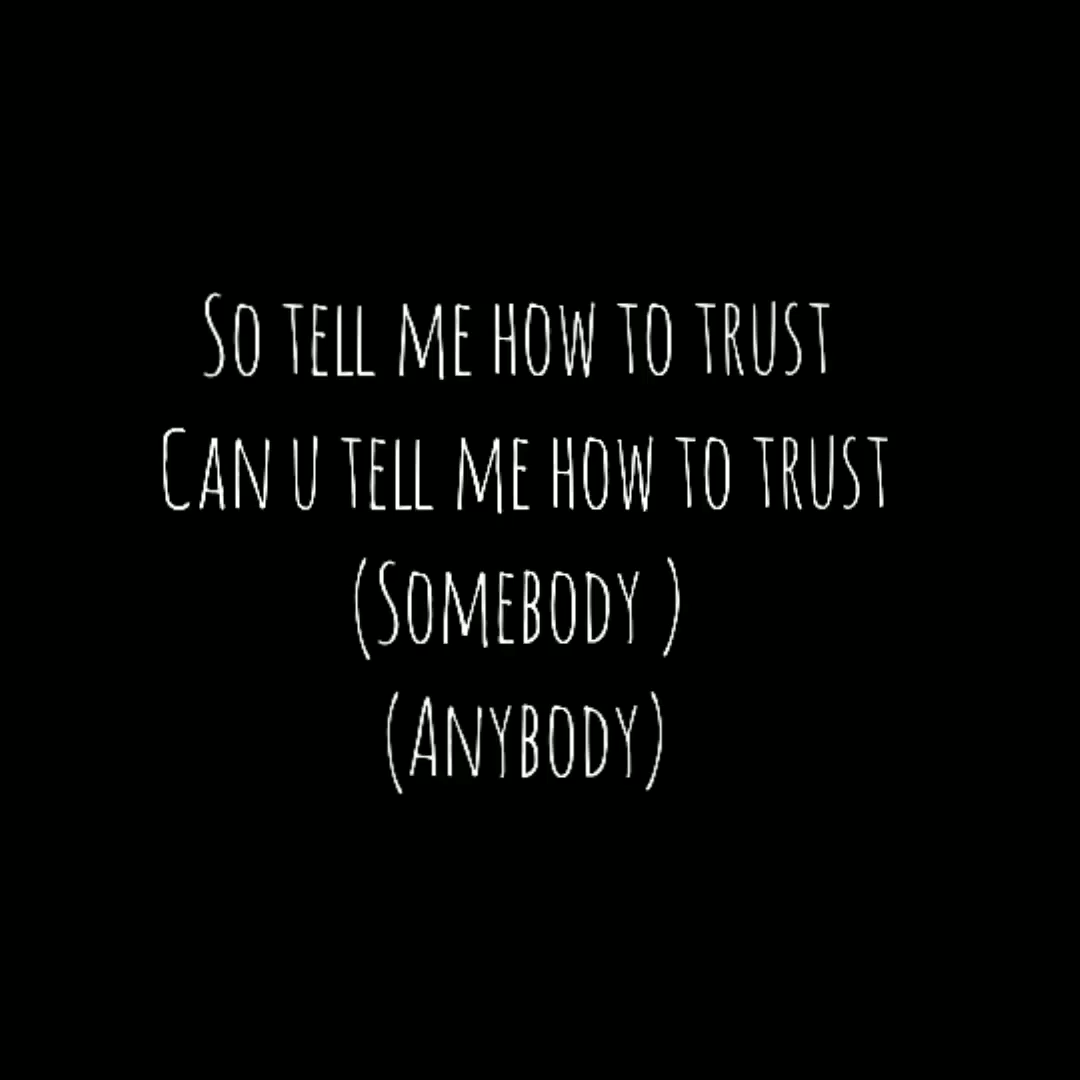 So tell me how to trust
Can u tell me how to trust
(Somebody )
(Anybody)